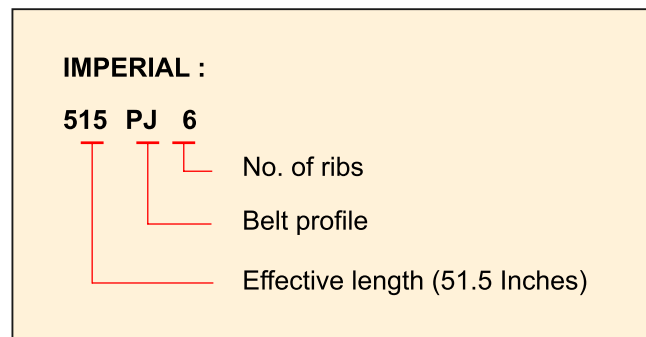 IMPERIAL :
515 PJ 6
No. of ribs
Belt profile
Effective length (51.5 Inches)